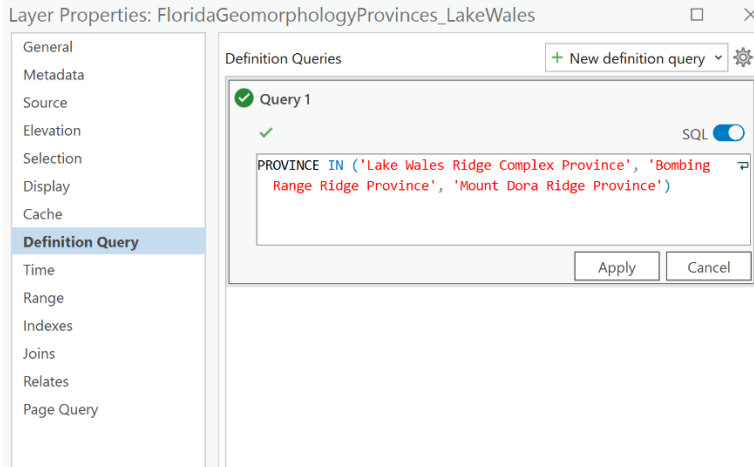 Layer Properties: FloridaGeomorphologyProvinces_LakeWales
General
Metadata
Source
Elevation
Selection
Display
Cache
Definition Query
Time
Range
Indexes
Joins
Relates
Page Query
Definition Queries
+ New definition query
Query 1
SQL
PROVINCE IN ('Lake Wales Ridge Complex Province', 'Bombing
Range Ridge Province', 'Mount Dora Ridge Province')
Apply
Cancel